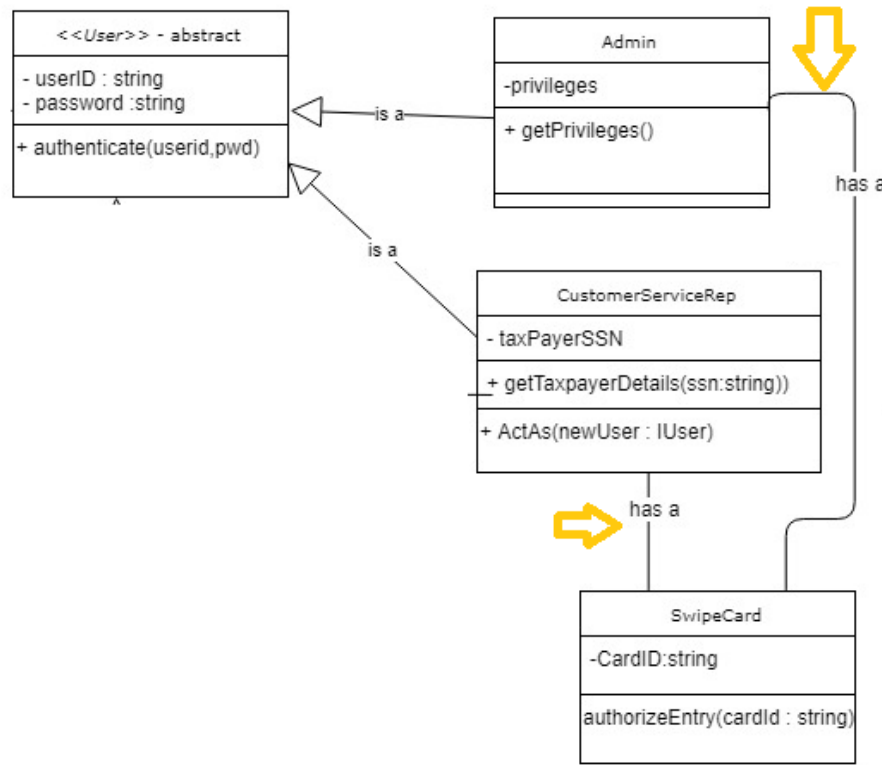 <<User>> - abstract
- userID : string
- password :string
+ authenticate(userid,pwd)
Admin
-privileges
+ getPrivileges()
is a
has a
is a
CustomerServiceRep
- taxPayerSSN
+ getTaxpayerDetails(ssn:string))
+ ActAs(newUser : IUser)
has a
SwipeCard
-CardID:string
authorizeEntry(cardId : string)